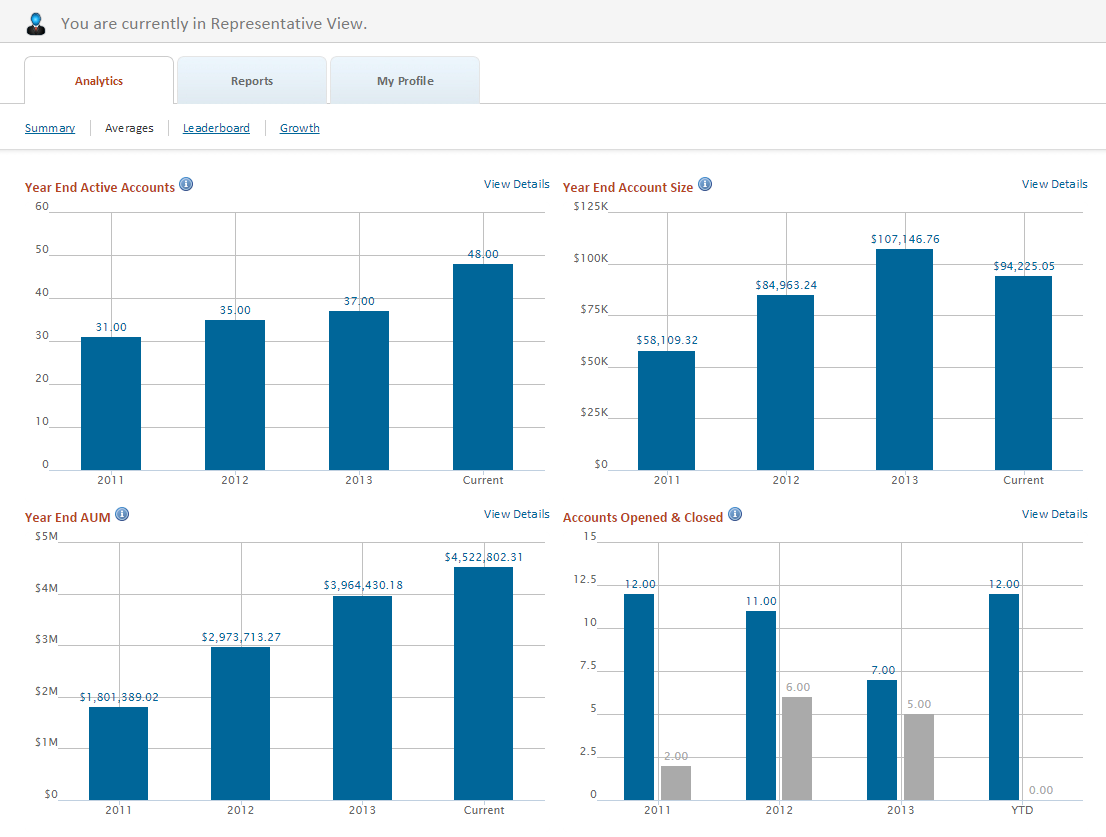 You are currently in Representative View.
Analytics
Reports
My Profile
Summary
Averages
Leaderboard
Growth
Year End Active Accounts
View Details
60
50
40
30
20
10
0
31.00
35.00
37.00
48.00
2011
2012
2013
Current
Year End Account Size
View Details
$125K
$100K
$75K
$50K
$25K
$0
$58,109.32
$84,963.24
$107,146.76
$94,225.05
2011
2012
2013
Current
Year End AUM
View Details
$5M
$4M
$3M
$2M
$1M
$0
$1,801,389.02
$2,973,713.27
$3,964,430.18
$4,522,802.31
2011
2012
2013
Current
Accounts Opened & Closed
View Details
15
12.5
10
7.5
5
2.5
0
12.00
2.00
11.00
6.00
7.00
5.00
12.00
0.00
2011
2012
2013
YTD